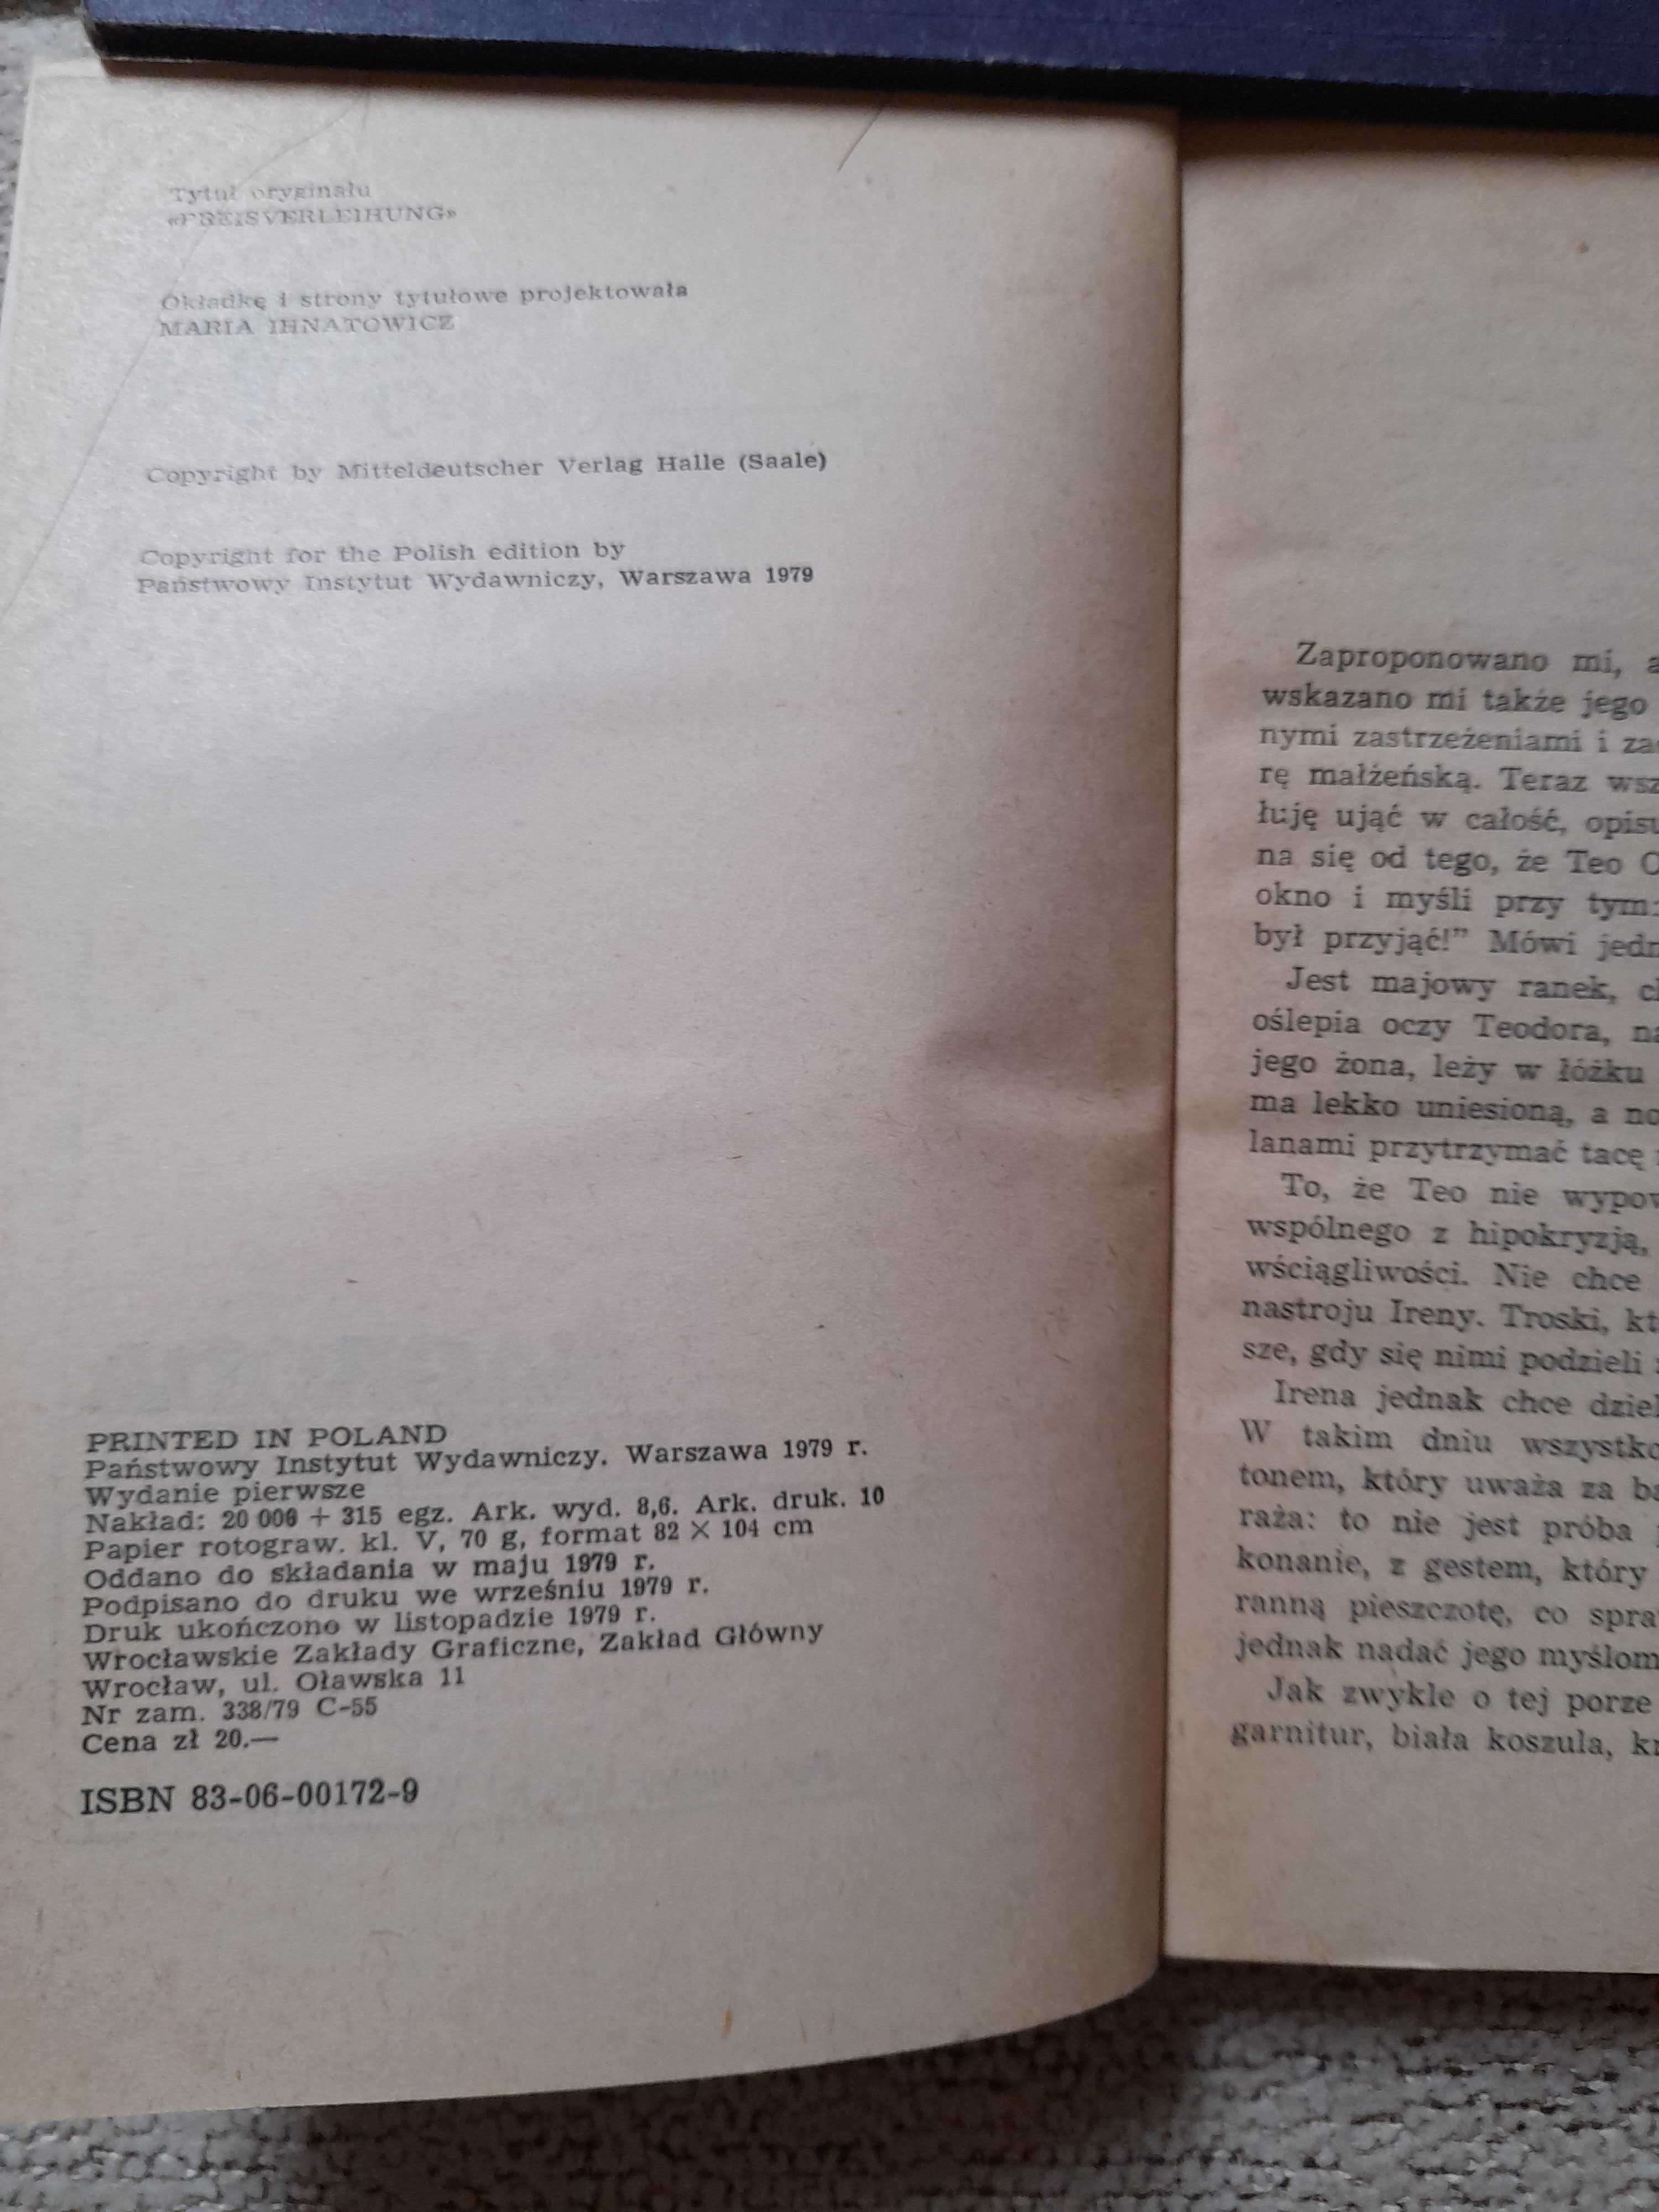 Tytuł oryginału
«PREISVERLEIHUNG»
Okładkę i strony tytułowe projektowała
MARIA IHNATOWICZ
Copyright by Mitteldeutscher Verlag Halle (Saale)
Copyright for the Polish edition by
Państwowy Instytut Wydawniczy, Warszawa 1979
PRINTED IN POLAND
Państwowy Instytut Wydawniczy. Warszawa 1979 r.
Wydanie pierwsze
Nakład: 20 000 + 315 egz. Ark. wyd. 8,6. Ark. druk. 10
Papier rotograw. kl. V, 70 g, format 82 × 104 cm
Oddano do składania w maju 1979 r.
Podpisano do druku we wrześniu 1979 r.
Druk ukończono w listopadzie 1979 r.
Wrocławskie Zakłady Graficzne, Zakład Główny
Wrocław, ul. Oławska 11
Nr zam. 338/79 C-55
Cena zł 20.—
ISBN 83-06-00172-9
Zaproponowano mi,
wskazano mi także jego
nymi zastrzeżeniami i
rę małżeńską. Teraz
łuję ująć w całość,
na się od tego, że Teo
okno i myśli przy tym:
był przyjąć!” Mówi
Jest majowy ranek,
oślepia oczy Teodora,
jego żona, leży w łóżku
ma lekko uniesioną, a
lanami przytrzymać tacę
To, że Teo nie
wspólnego z hipokryzją,
wściągliwości. Nie chce
nastroju Ireny. Troski,
sze, gdy się nimi podzieli
Irena jednak chce
W takim dniu
tonem, który uważa za
raża: to nie jest próba
konanie, z gestem, który
ranną pieszczotę, co
jednak nadać jego
Jak zwykle o tej porze
garnitur, biała koszula,